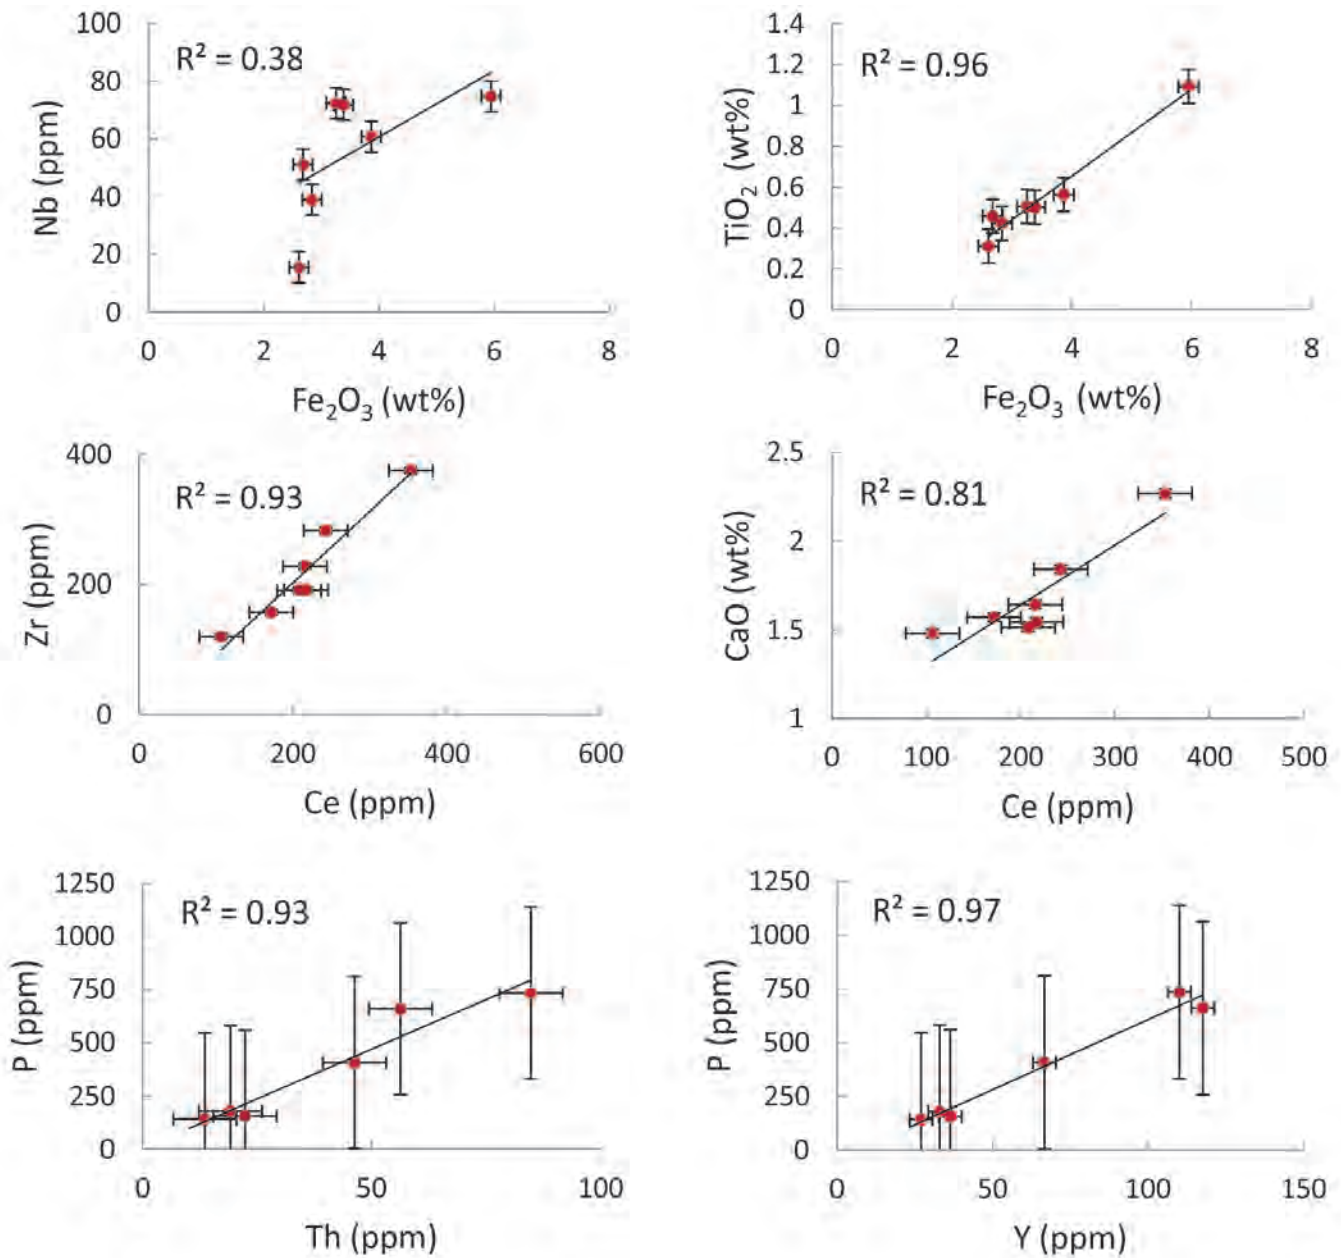 100
80
60
40
20
0
Nb (ppm)
R² = 0.38
0 2 4 6 8
Fe₂O₃ (wt%)
1.4
1.2
1
0.8
0.6
0.4
0.2
0
TiO₂ (wt%)
R² = 0.96
0 2 4 6 8
Fe₂O₃ (wt%)
400
200
0
Zr (ppm)
R² = 0.93
0 200 400 600
Ce (ppm)
2.5
2
1.5
1
CaO (wt%)
R² = 0.81
0 100 200 300 400 500
Ce (ppm)
1250
1000
750
500
250
0
P (ppm)
R² = 0.93
0 50 100
Th (ppm)
1250
1000
750
500
250
0
P (ppm)
R² = 0.97
0 50 100 150
Y (ppm)